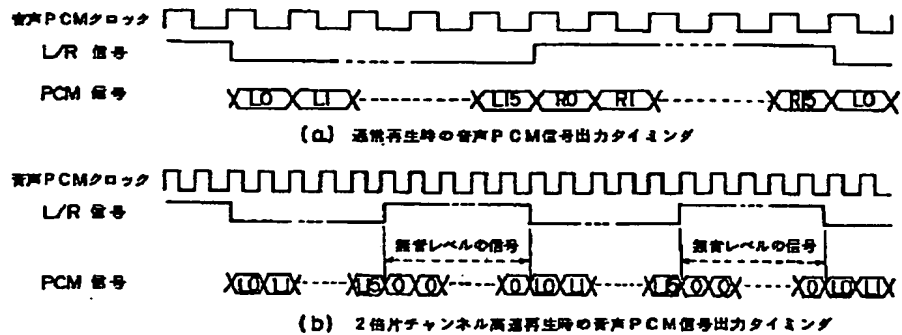 音声PCMクロック
L/R 信号
PCM 信号
L0 L1 L15 R0 R1 R15 L0
(a) 通常再生時の音声PCM信号出力タイミング
音声PCMクロック
L/R 信号
無音レベルの信号 無音レベルの信号
PCM 信号
L0 L1 L15 0 0 0 L0 L1 L15 0 0 0 L0 L1
(b) 2倍片チャンネル高速再生時の音声PCM信号出力タイミング